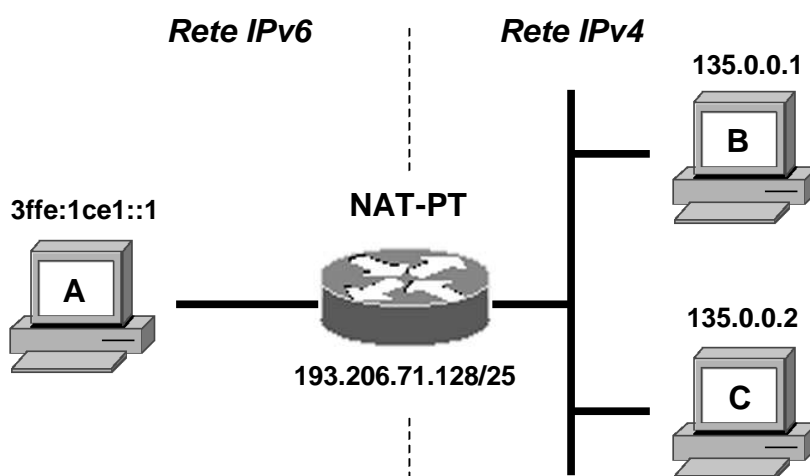 Rete IPv6
Rete IPv4
135.0.0.1
B
3ffe:1ce1::1
NAT-PT
A
135.0.0.2
193.206.71.128/25
C